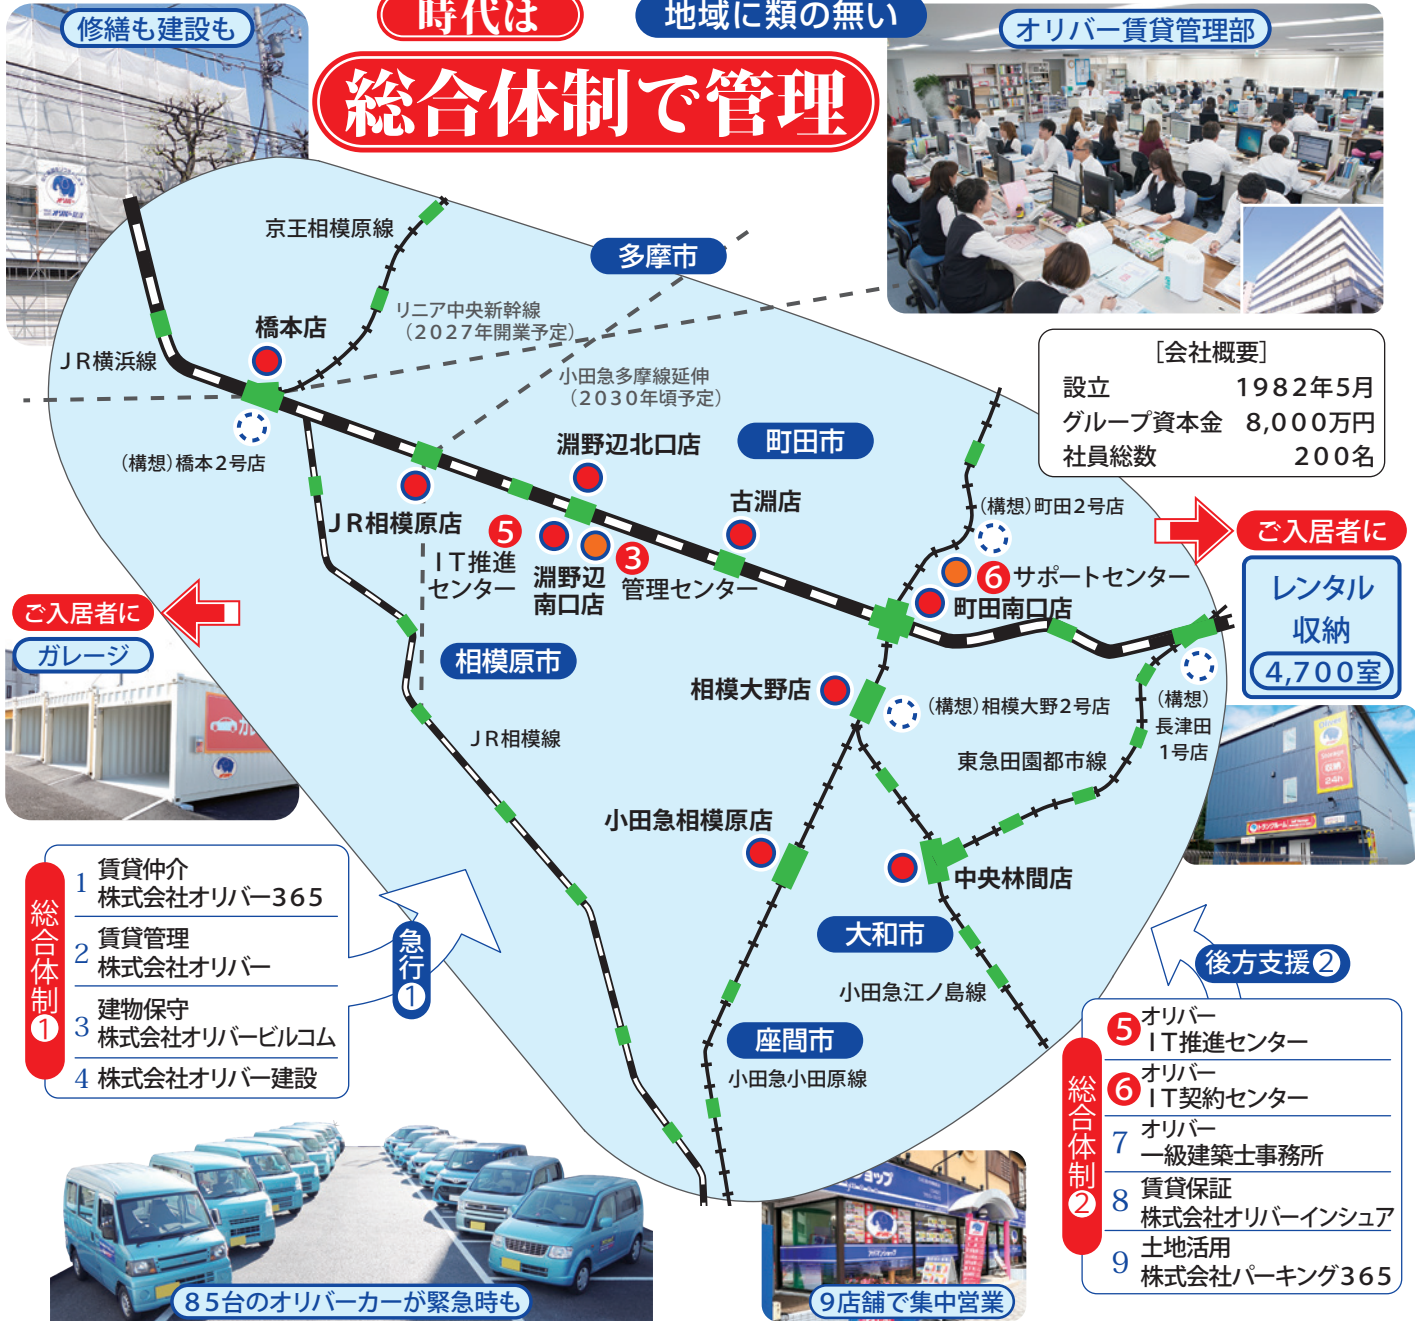 修繕も建設も
時代は
地域に類の無い
オリバー賃貸管理部
総合体制で管理
京王相模原線
多摩市
リニア中央新幹線
（2027年開業予定）
橋本店
JR横浜線
小田急多摩線延伸
（2030年頃予定）
［会社概要］
設立 1982年5月
グループ資本金 8,000万円
社員総数 200名
淵野辺北口店
町田市
（構想）橋本2号店
古淵店
（構想）町田2号店
JR相模原店
5
IT推進
センター
淵野辺
南口店
3
管理センター
6 サポートセンター
町田南口店
ご入居者に
レンタル
収納
4,700室
ご入居者に
ガレージ
相模原市
相模大野店
（構想）相模大野2号店
（構想）
長津田
1号店
JR相模線
東急田園都市線
小田急相模原店
中央林間店
Storage
収納
24h
トランクルーム
総合体制1
1 賃貸仲介
株式会社オリバー365
2 賃貸管理
株式会社オリバー
3 建物保守
株式会社オリバービルコム
4 株式会社オリバー建設
急行1
大和市
小田急江ノ島線
座間市
小田急小田原線
後方支援2
総合体制2
5 オリバー
IT推進センター
6 オリバー
IT契約センター
7 オリバー
一級建築士事務所
8 賃貸保証
株式会社オリバーインシュア
9 土地活用
株式会社パーキング365
85台のオリバーカーが緊急時も
9店舗で集中営業